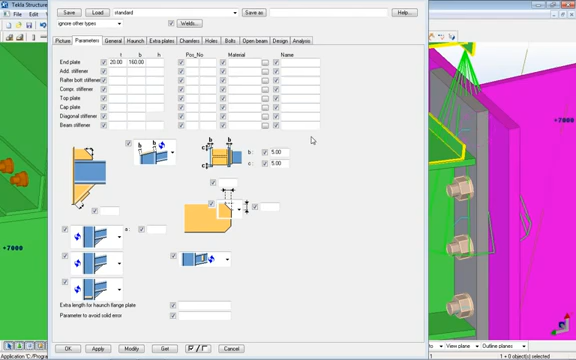 Tekla Structure
Save
Load
standard
Save as
Help...
ignore other types
Welds...
Picture
Parameters
General
Haunch
Extra plates
Chamfers
Holes
Bolts
Open beam
Design
Analysis
t b h Pos_No Material Name
End plate 20.00 160.00
Add. stiffener
Rafter bolt stiffener
Compr. stiffener
Top plate
Cap plate
Diagonal stiffener
Beam stiffener
b b
b b
c
b : 5.00
c : 5.00
a
Extra length for haunch flange plate
Parameter to avoid solid error
OK
Apply
Modify
Get
Cancel
+7000
+7000
View plane
Outline planes
Application 'C:/Progra
1 + 0 object(s) selected